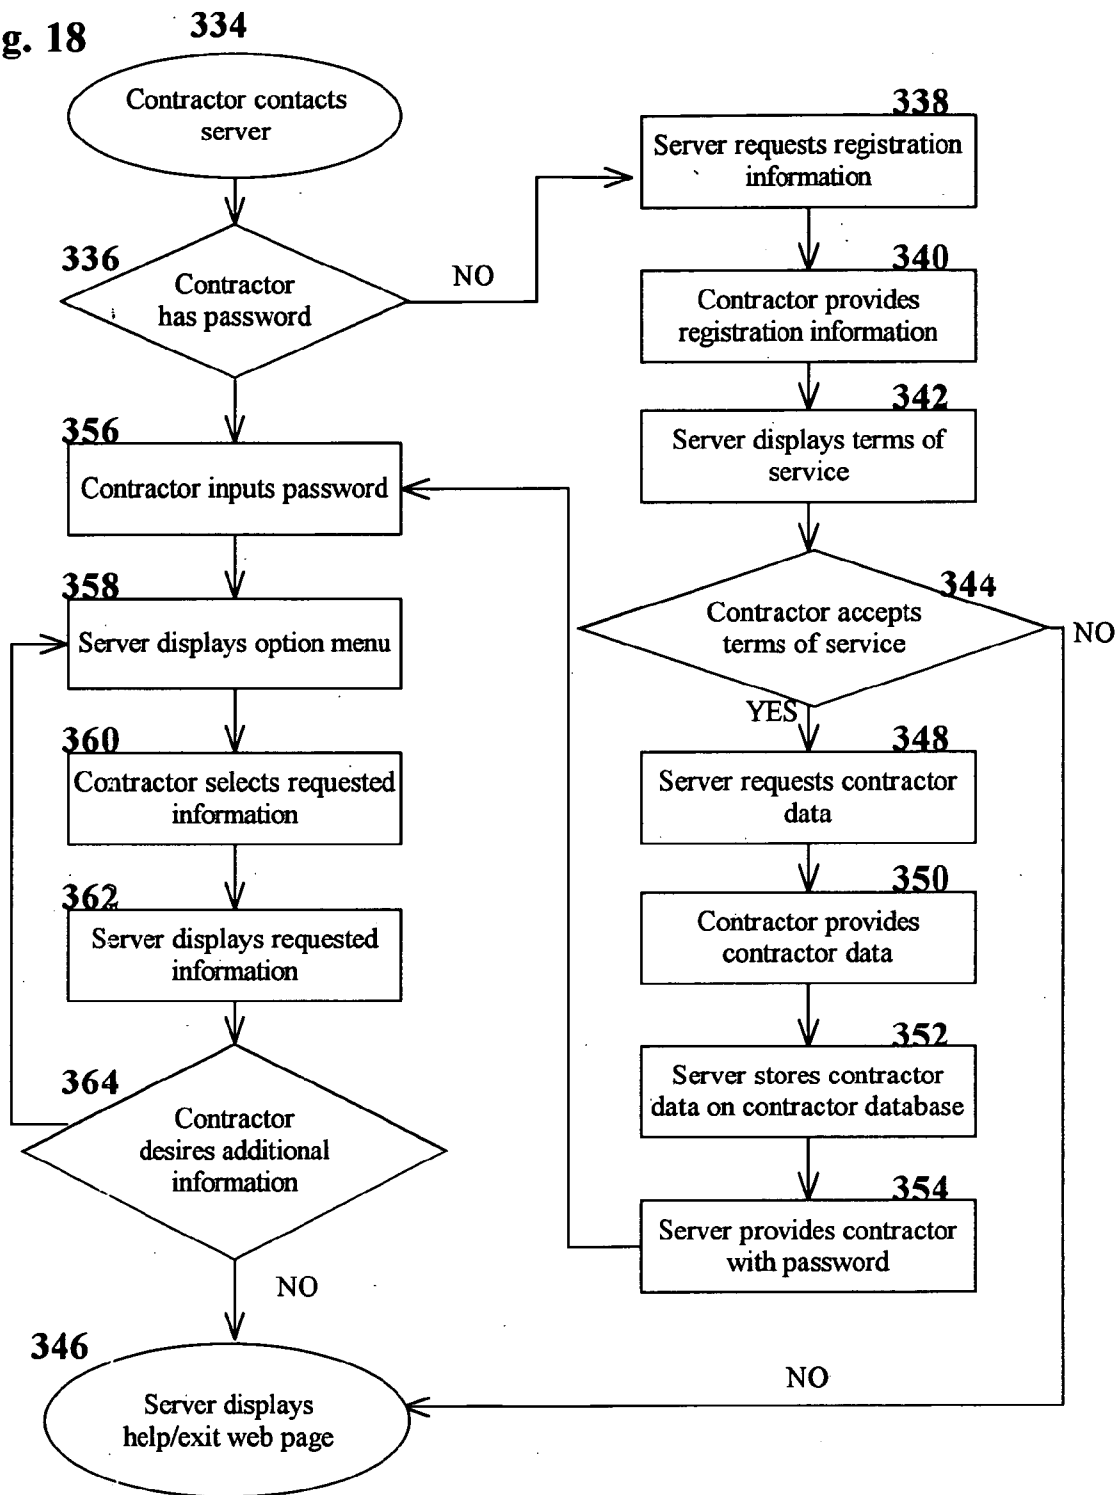 g. 18
334
Contractor contacts
server
336
Contractor
has password
NO
338
Server requests registration
information
340
Contractor provides
registration information
342
Server displays terms of
service
344
Contractor accepts
terms of service
NO
YES
348
Server requests contractor
data
350
Contractor provides
contractor data
352
Server stores contractor
data on contractor database
354
Server provides contractor
with password
356
Contractor inputs password
358
Server displays option menu
360
Contractor selects requested
information
362
Server displays requested
information
364
Contractor
desires additional
information
NO
346
Server displays
help/exit web page
NO